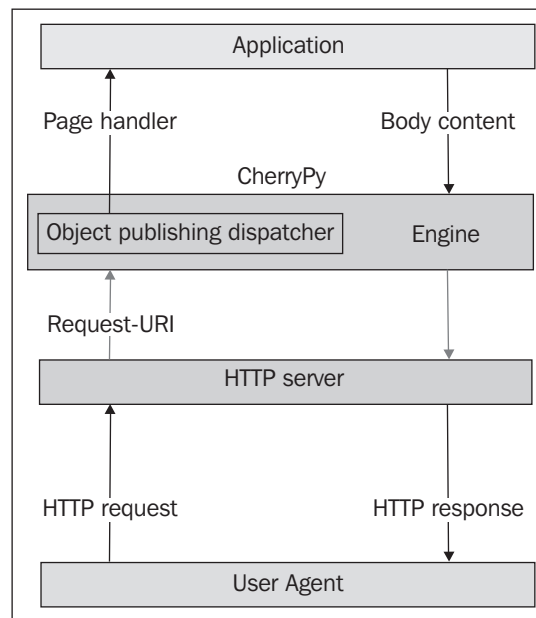 Application
Page handler
Body content
CherryPy
Object publishing dispatcher
Engine
Request-URI
HTTP server
HTTP request
HTTP response
User Agent